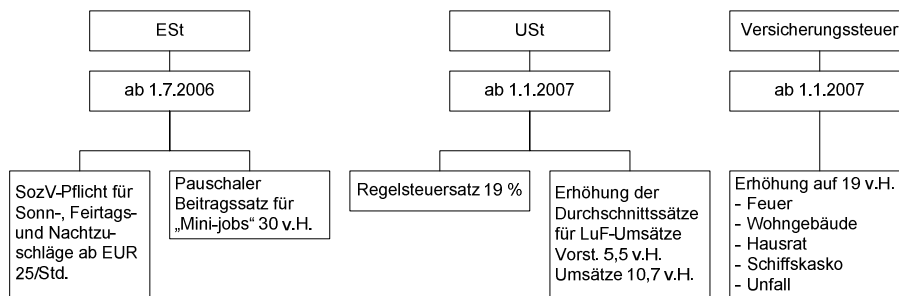 ESt
ab 1.7.2006
SozV-Pflicht für
Sonn-, Feirtags-
und Nachtzu-
schläge ab EUR
25/Std.
Pauschaler
Beitragssatz für
„Mini-jobs“ 30 v.H.
USt
ab 1.1.2007
Regelsteuersatz 19 %
Erhöhung der
Durchschnittssätze
für LuF-Umsätze
Vorst. 5,5 v.H.
Umsätze 10,7 v.H.
Versicherungssteuer
ab 1.1.2007
Erhöhung auf 19 v.H.
- Feuer
- Wohngebäude
- Hausrat
- Schiffskasko
- Unfall